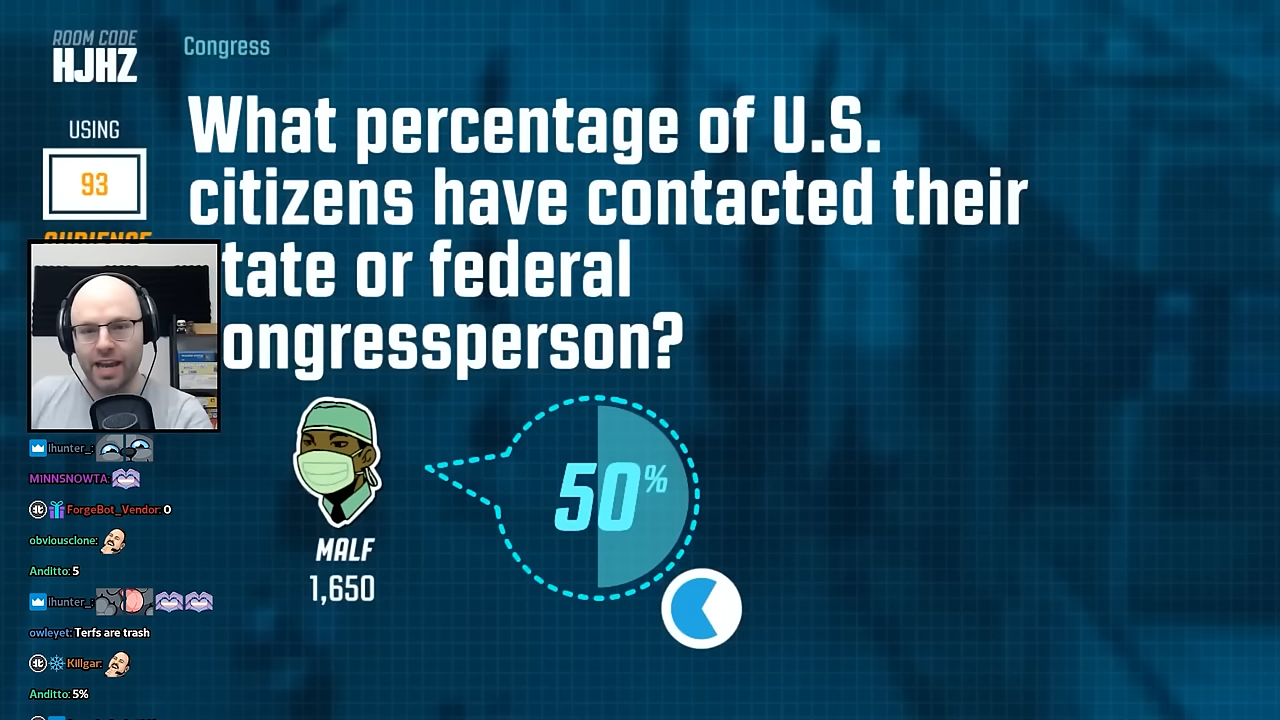 ROOM CODE
HJHZ
Congress
USING
93
AUDIENCE
What percentage of U.S.
citizens have contacted their
tate or federal
ongressperson?
50%
MALF
1,650
lhunter_:
MINNSNOWTA:
ForgeBot_Vendor: 0
obviousclone:
Anditto: 5
lhunter_:
owleyet: Terfs are trash
Killgar:
Anditto: 5%